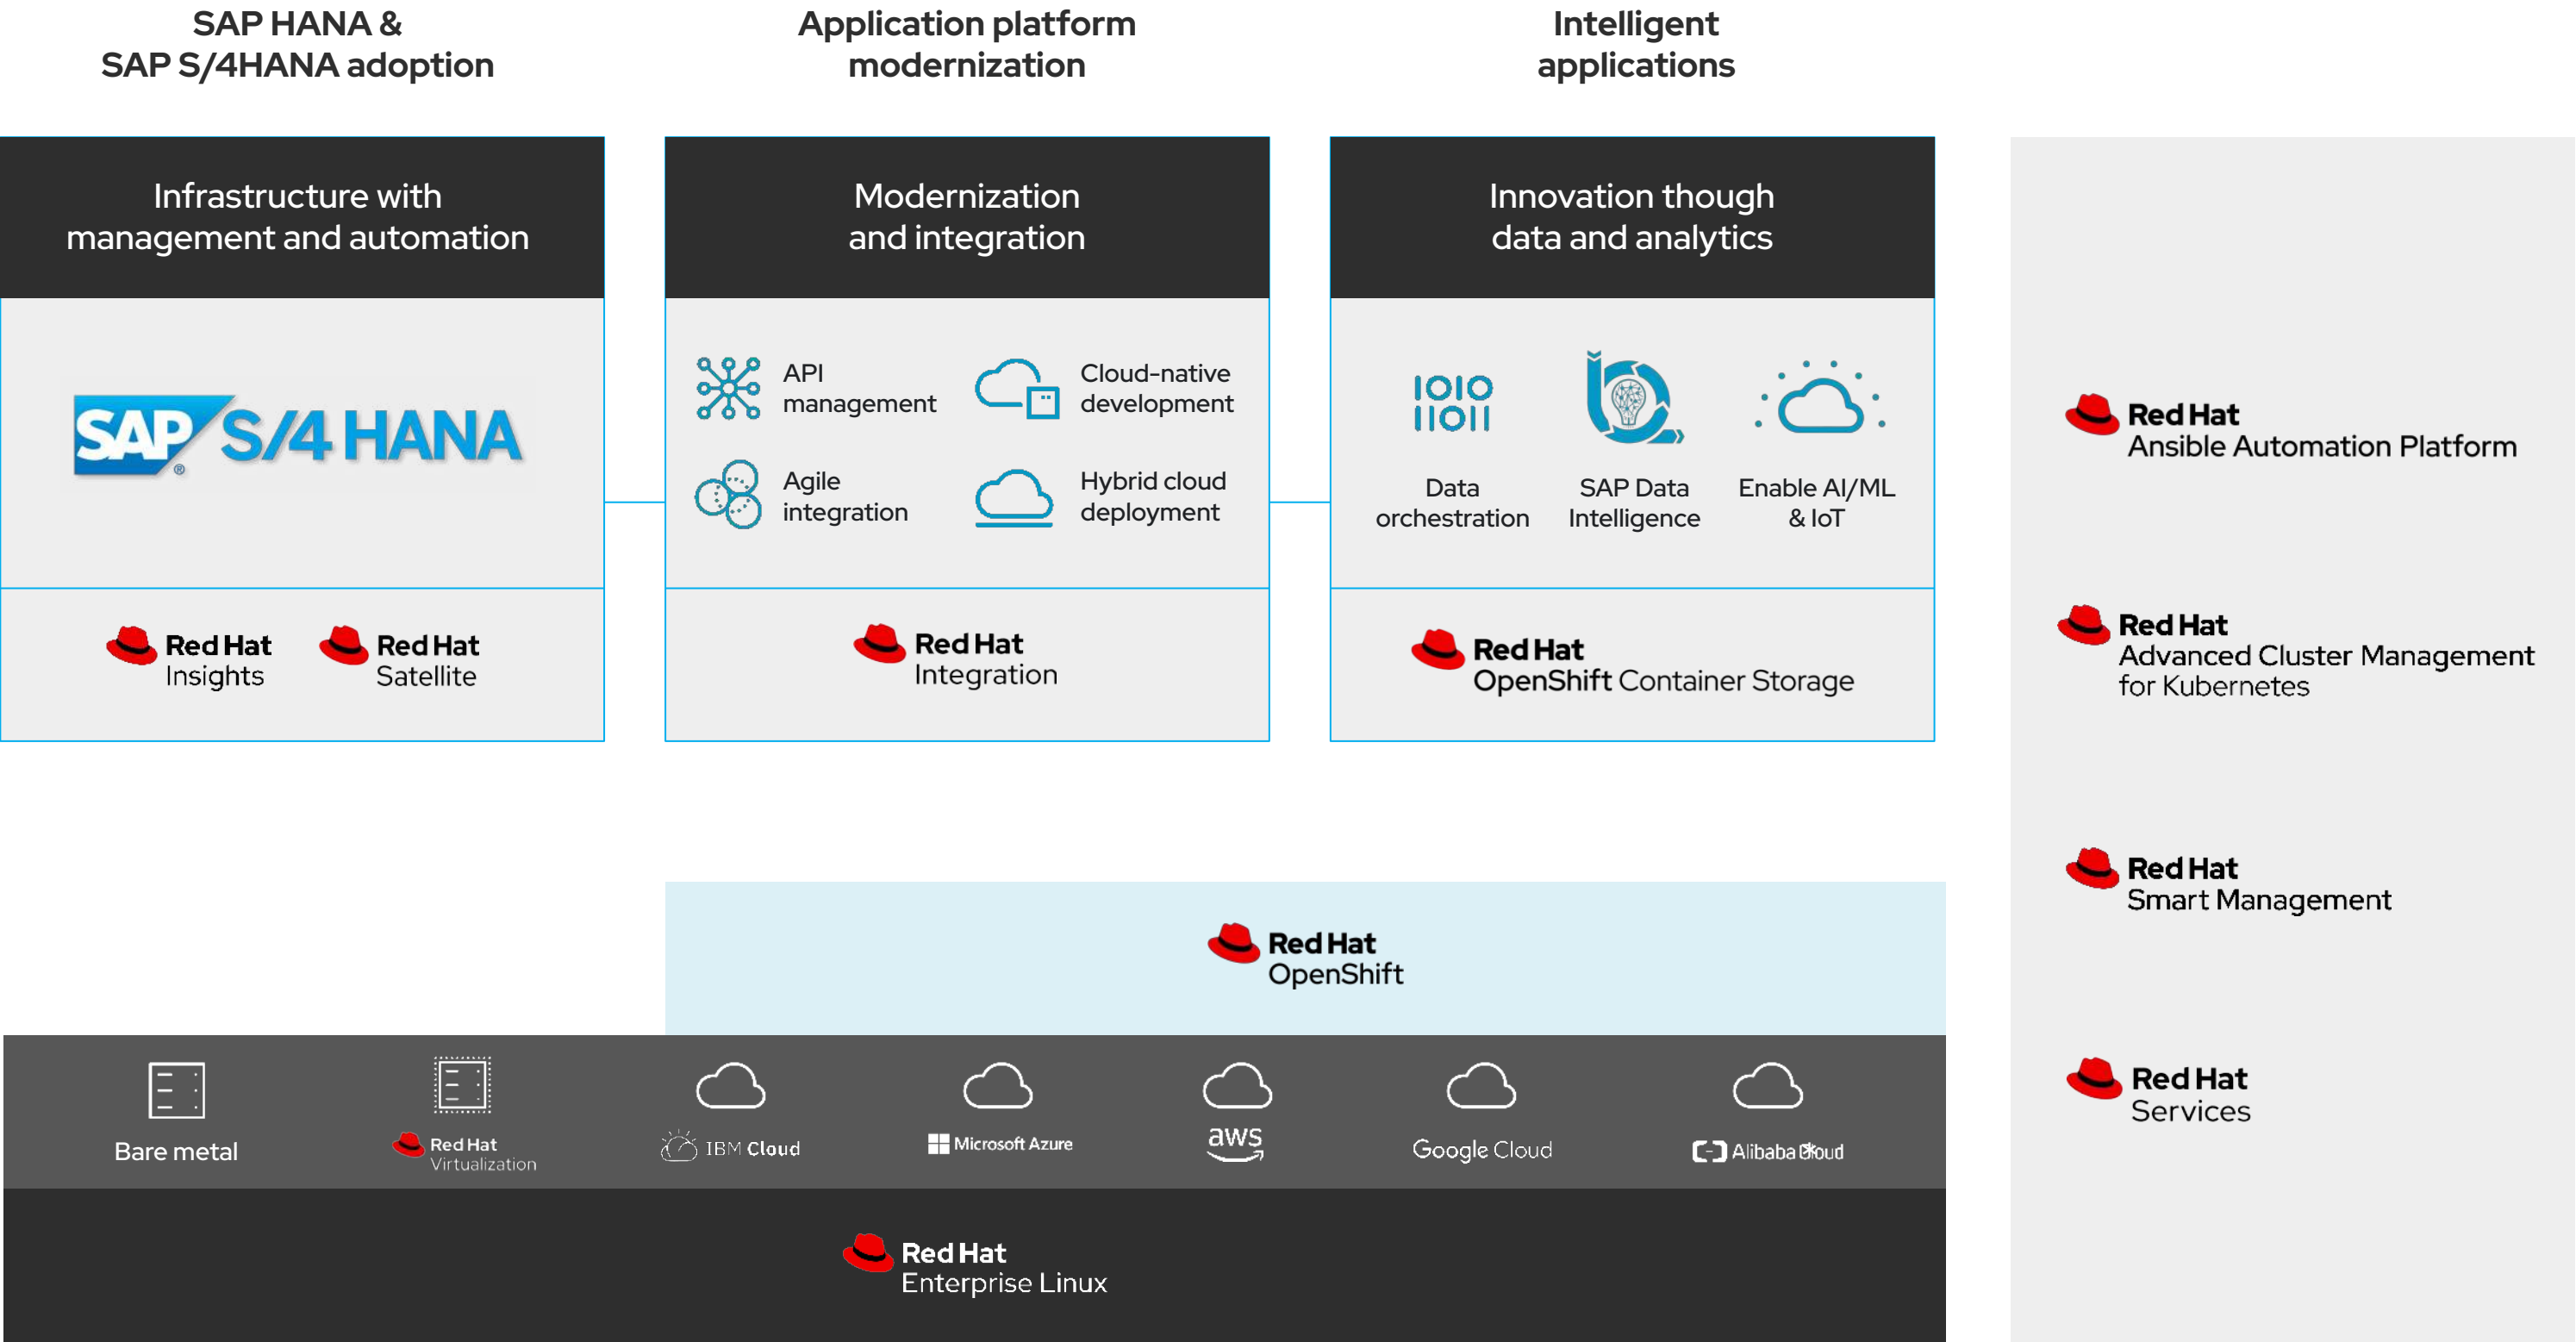 SAP HANA &
SAP S/4HANA adoption
Application platform
modernization
Intelligent
applications
Infrastructure with
management and automation
SAP S/4 HANA
®
Red Hat
Insights
Red Hat
Satellite
Modernization
and integration
API
management
Cloud-native
development
Agile
integration
Hybrid cloud
deployment
Red Hat
Integration
Innovation though
data and analytics
1010
11011
Data
orchestration
SAP Data
Intelligence
Enable AI/ML
& IoT
Red Hat
OpenShift Container Storage
Red Hat
Ansible Automation Platform
Red Hat
Advanced Cluster Management
for Kubernetes
Red Hat
Smart Management
Red Hat
Services
Red Hat
OpenShift
Bare metal
Red Hat
Virtualization
IBM Cloud
Microsoft Azure
aws
Google Cloud
Alibaba Cloud
Red Hat
Enterprise Linux